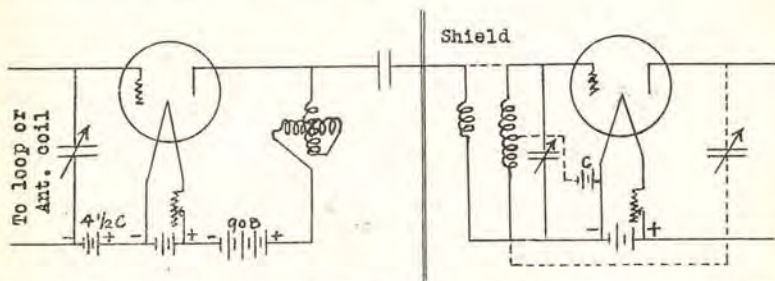 Shield
To loop or
Ant. coil
4½C
90B
C
- + - + - +
- +